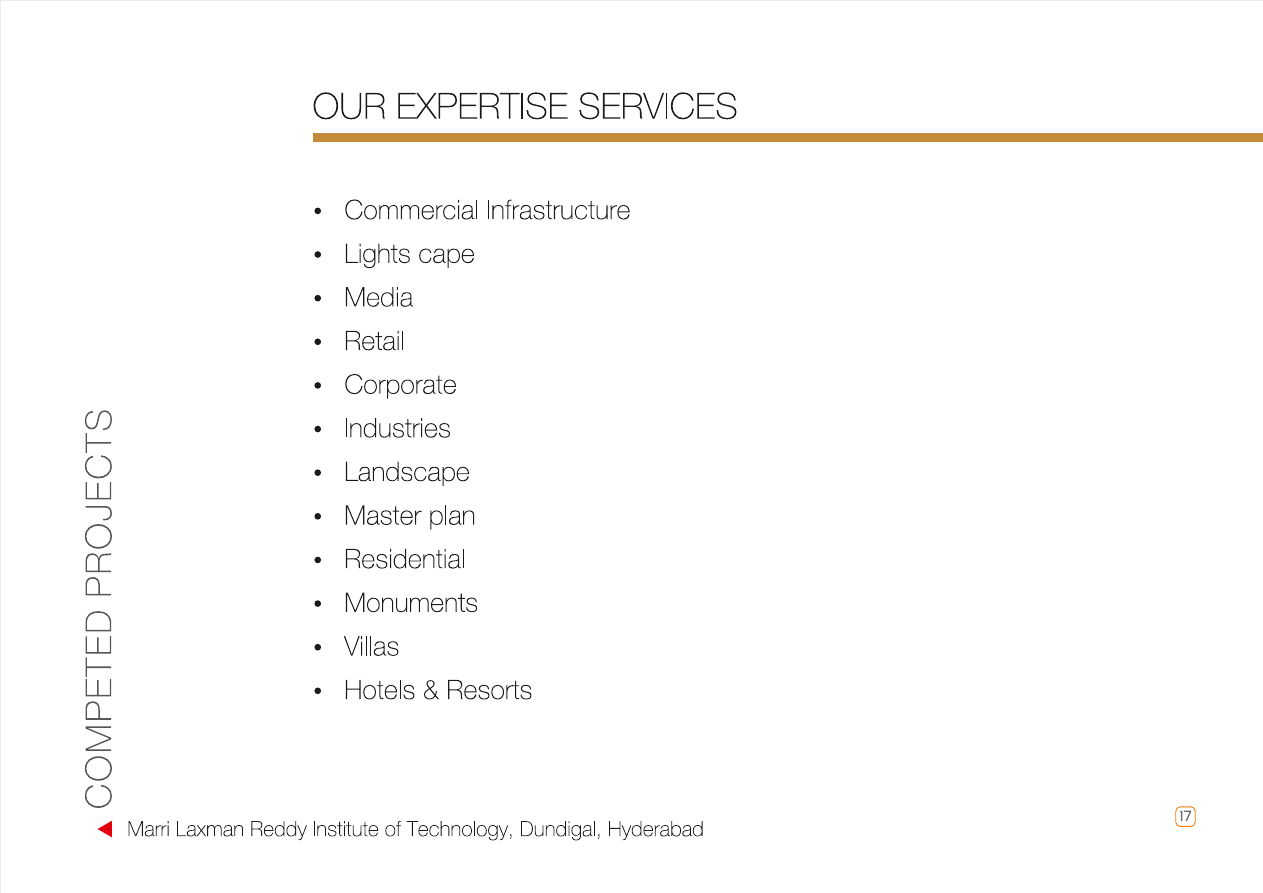 OUR EXPERTISE SERVICES
• Commercial Infrastructure
• Lights cape
• Media
• Retail
• Corporate
• Industries
• Landscape
• Master plan
• Residential
• Monuments
• Villas
• Hotels & Resorts
COMPETED PROJECTS
Marri Laxman Reddy Institute of Technology, Dundigal, Hyderabad
17